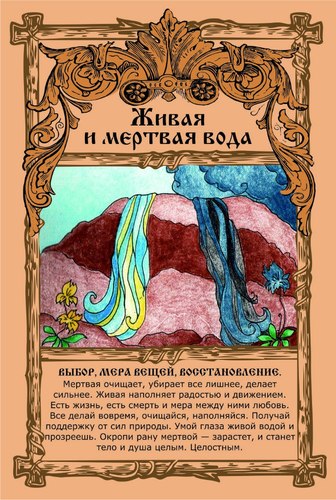 Живая
и мертвая вода
ВЫБОР, МЕРА ВЕЩЕЙ, ВОССТАНОВЛЕНИЕ.
Мертвая очищает, убирает все лишнее, делает
сильнее. Живая наполняет радостью и движением.
Есть жизнь, есть смерть и мера между ними любовь.
Все делай вовремя, очищайся, наполняйся. Получай
поддержку от сил природы. Умой глаза живой водой и
прозреешь. Окропи рану мертвой — зарастет, и станет
тело и душа целым. Целостным.